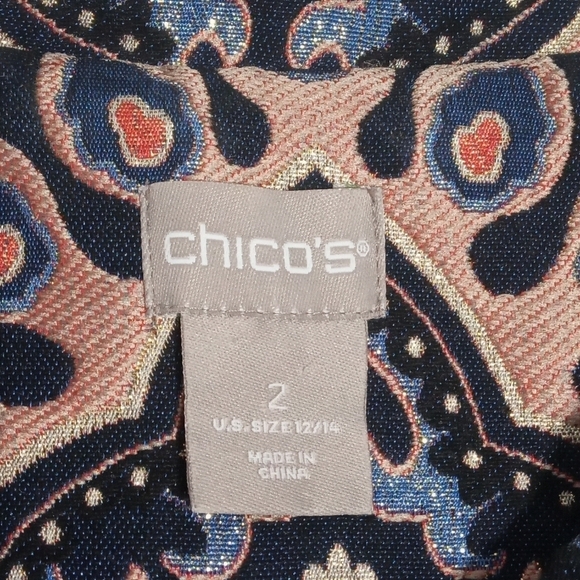 chico's®
2
U.S. SIZE 12/14
MADE IN
CHINA